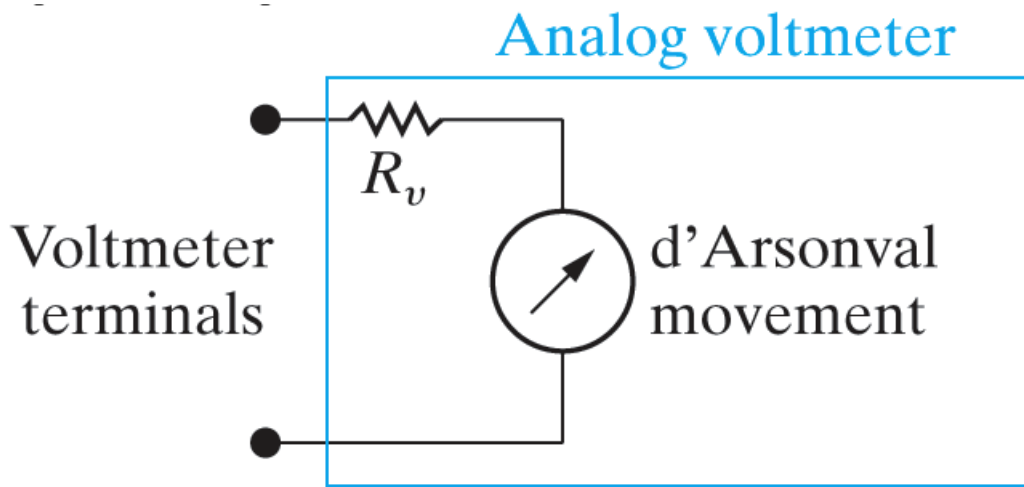 Analog voltmeter
R_v
Voltmeter
terminals
d’Arsonval
movement